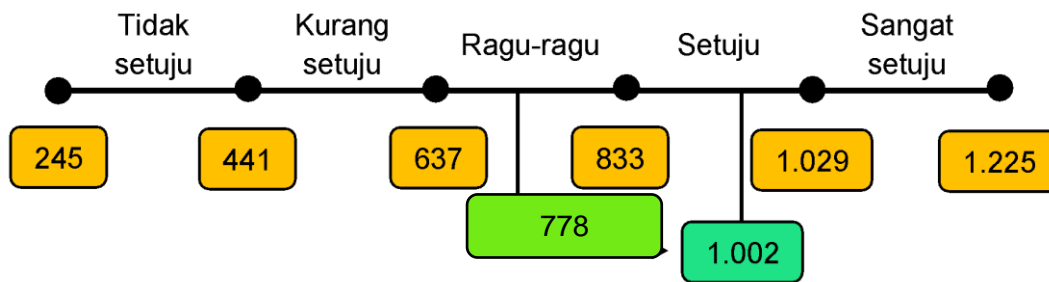 Tidak
setuju
Kurang
setuju
Ragu-ragu
Setuju
Sangat
setuju
245
441
637
833
1.029
1.225
778
1.002